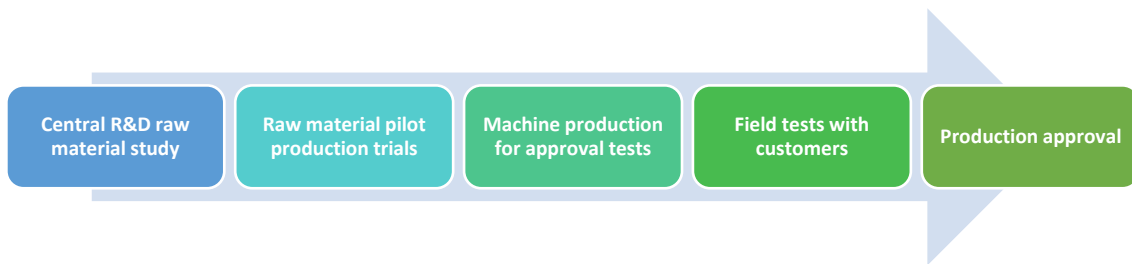 Central R&D raw
material study
Raw material pilot
production trials
Machine production
for approval tests
Field tests with
customers
Production approval